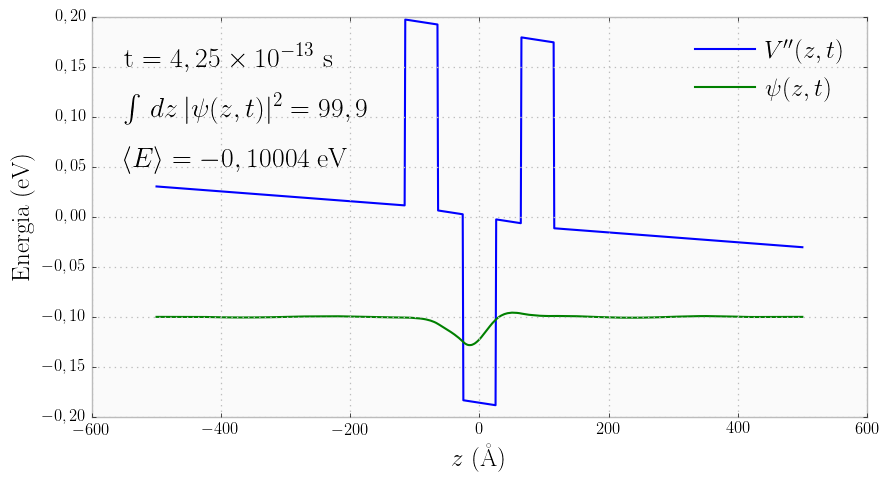 t = 4, 25 × 10⁻¹³ s
∫ dz |ψ(z, t)|² = 99, 9
⟨E⟩ = −0, 10004 eV
V′′(z, t)
ψ(z, t)
Energia (eV)
0, 20
0, 15
0, 10
0, 05
0, 00
−0, 05
−0, 10
−0, 15
−0, 20
−600 −400 −200 0 200 400 600
z (Å)